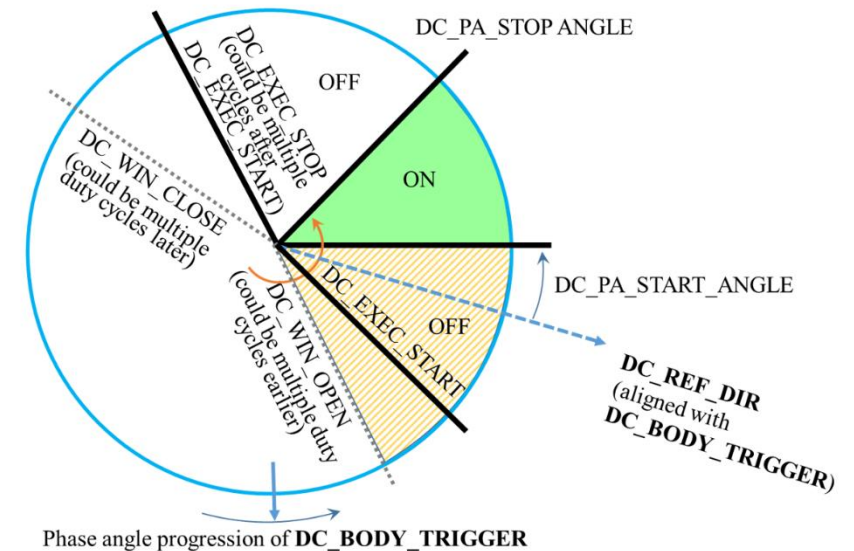 DC_PA_STOP ANGLE
DC_EXEC_STOP
(could be multiple
cycles after
DC_EXEC_START)
OFF
ON
DC_WIN_CLOSE
(could be multiple
duty cycles later)
DC_PA_START_ANGLE
DC_EXEC_START
OFF
DC_WIN_OPEN
(could be multiple duty
cycles earlier)
DC_REF_DIR
(aligned with
DC_BODY_TRIGGER)
Phase angle progression of DC_BODY_TRIGGER